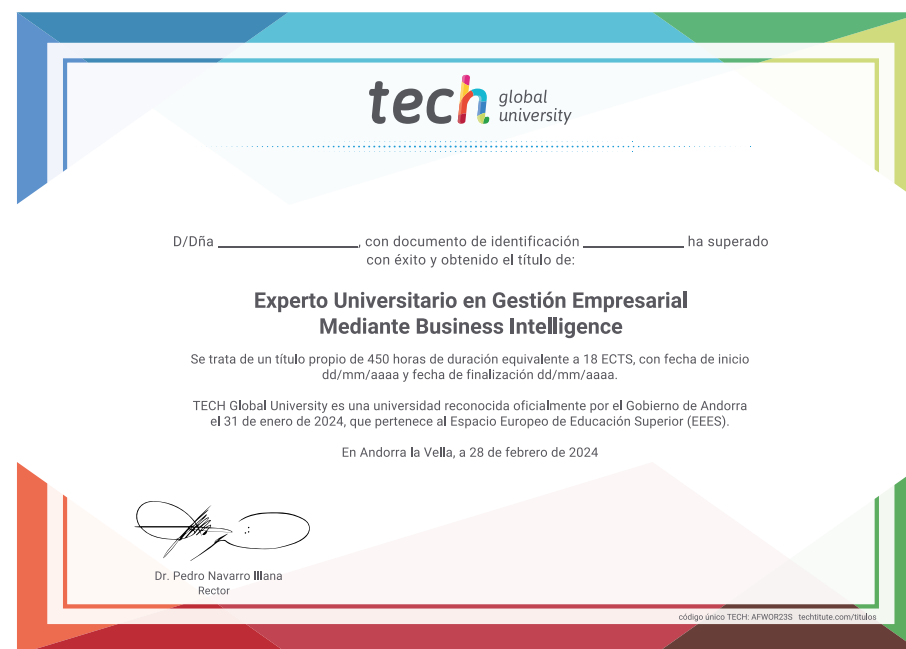 tech global university
D/Dña ________________, con documento de identificación ____________ ha superado
con éxito y obtenido el título de:
Experto Universitario en Gestión Empresarial
Mediante Business Intelligence
Se trata de un título propio de 450 horas de duración equivalente a 18 ECTS, con fecha de inicio
dd/mm/aaaa y fecha de finalización dd/mm/aaaa.
TECH Global University es una universidad reconocida oficialmente por el Gobierno de Andorra
el 31 de enero de 2024, que pertenece al Espacio Europeo de Educación Superior (EEES).
En Andorra la Vella, a 28 de febrero de 2024
Dr. Pedro Navarro Illana
Rector
código único TECH: AFWOR23S techtitute.com/titulos